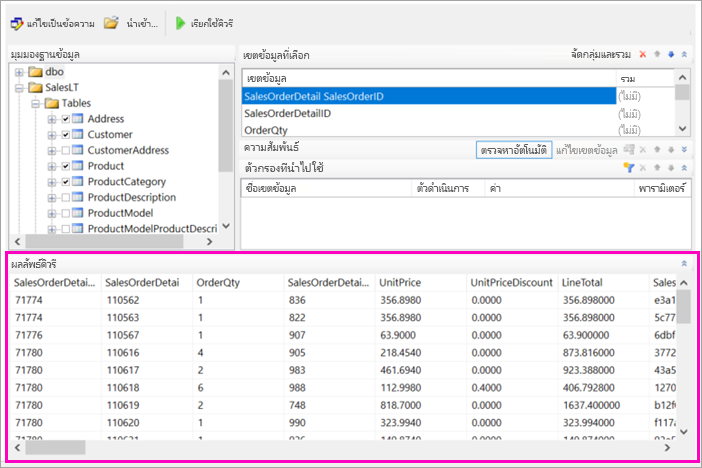 แก้ไขเป็นข้อความ นำเข้า... เรียกใช้คิวรี
มุมมองฐานข้อมูล
dbo
SalesLT
Tables
Address
Customer
CustomerAddress
Product
ProductCategory
ProductDescription
ProductModel
ProductModelProductDescri
เขตข้อมูลที่เลือก จัดกลุ่มและรวม
เขตข้อมูล รวม
SalesOrderDetail SalesOrderID (ไม่มี)
SalesOrderDetailID (ไม่มี)
OrderQty (ไม่มี)
ความสัมพันธ์ ตรวจหาอัตโนมัติ แก้ไขเขตข้อมูล
ตัวกรองที่นำไปใช้
ชื่อเขตข้อมูล ตัวดำเนินการ ค่า พารามิเตอร์
ผลลัพธ์คิวรี
SalesOrderDetai... SalesOrderDetai OrderQty SalesOrderDetai... UnitPrice UnitPriceDiscount LineTotal Sales
71774 110562 1 836 356.8980 0.0000 356.898000 e3a1
71774 110563 1 822 356.8980 0.0000 356.898000 5c77
71776 110567 1 907 63.9000 0.0000 63.900000 6dbf
71780 110616 4 905 218.4540 0.0000 873.816000 3772
71780 110617 2 983 461.6940 0.0000 923.388000 43a5
71780 110618 6 988 112.9980 0.4000 406.792800 1270
71780 110619 2 748 818.7000 0.0000 1637.400000 b12f
71780 110620 1 990 323.9940 0.0000 323.994000 f117a